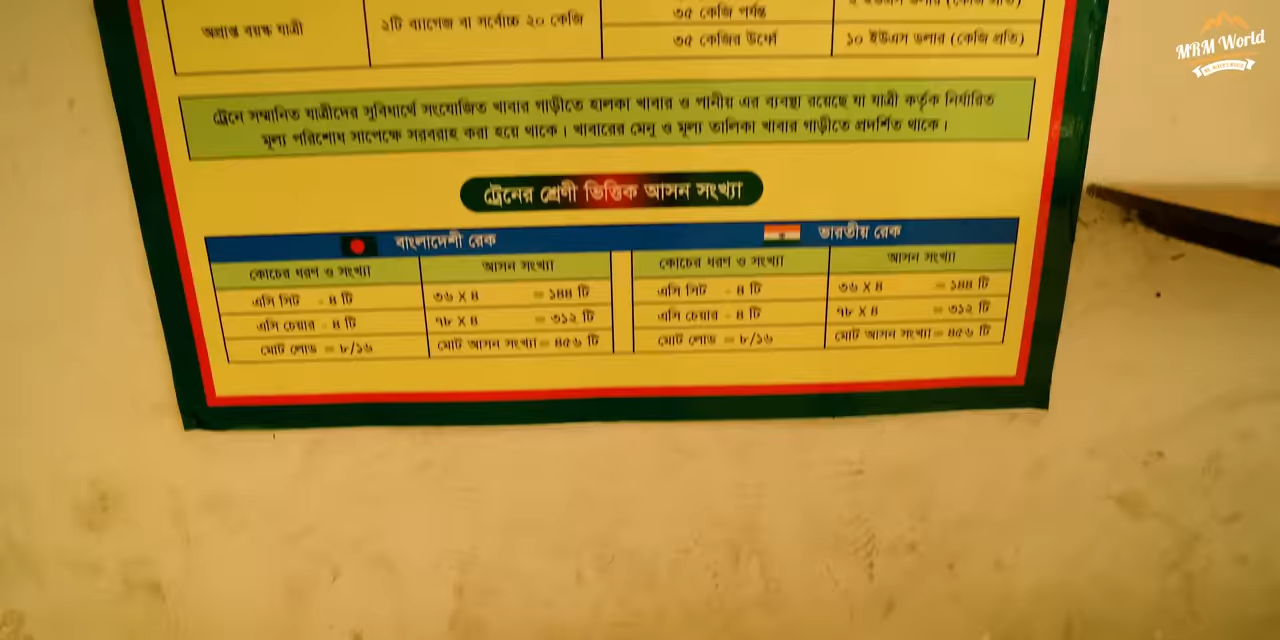 MRM World
৩৫ কেজি পর্যন্ত
অপ্রাপ্ত বয়স্ক যাত্রী
২টি ব্যাগেজ বা সর্বোচ্চ ২০ কেজি
৩৫ কেজির উর্ধ্বে
১০ ইউএস ডলার (কেজি প্রতি)
ট্রেনে সম্মানিত যাত্রীদের সুবিধার্থে সংযোজিত খাবার গাড়ীতে হালকা খাবার ও পানীয় এর ব্যবস্থা রয়েছে যা যাত্রী কর্তৃক নির্ধারিত
মূল্য পরিশোধ সাপেক্ষে সরবরাহ করা হয়ে থাকে। খাবারের মেনু ও মূল্য তালিকা খাবার গাড়ীতে প্রদর্শিত থাকে।
ট্রেনের শ্রেণী ভিত্তিক আসন সংখ্যা
বাংলাদেশী রেক
ভারতীয় রেক
কোচের ধরণ ও সংখ্যা আসন সংখ্যা কোচের ধরণ ও সংখ্যা আসন সংখ্যা
এসি সিট - ৪ টি ৩৬ X ৪ = ১৪৪ টি এসি সিট - ৪ টি ৩৬ X ৪ = ১৪৪ টি
এসি চেয়ার - ৪ টি ৭৮ X ৪ = ৩১২ টি এসি চেয়ার - ৪ টি ৭৮ X ৪ = ৩১২ টি
মোট লোড = ৮/১৬ মোট আসন সংখ্যা = ৪৫৬ টি মোট লোড = ৮/১৬ মোট আসন সংখ্যা = ৪৫৬ টি